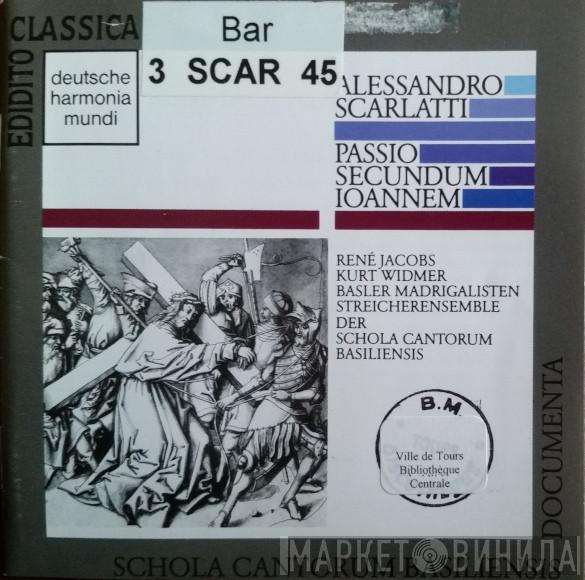 EDIDITO CLASSICA
Bar
3 SCAR 45
deutsche
harmonia
mundi
ALESSANDRO
SCARLATTI
PASSIO
SECUNDUM
IOANNEM
RENÉ JACOBS
KURT WIDMER
BASLER MADRIGALISTEN
STREICHERENSEMBLE
DER
SCHOLA CANTORUM
BASILIENSIS
B.M.
Ville de Tours
Bibliothèque
Centrale
DOCUMENTA
SCHOLA CANTORUM BASILIENSIS
МАРКЕТ ВИНИЛА